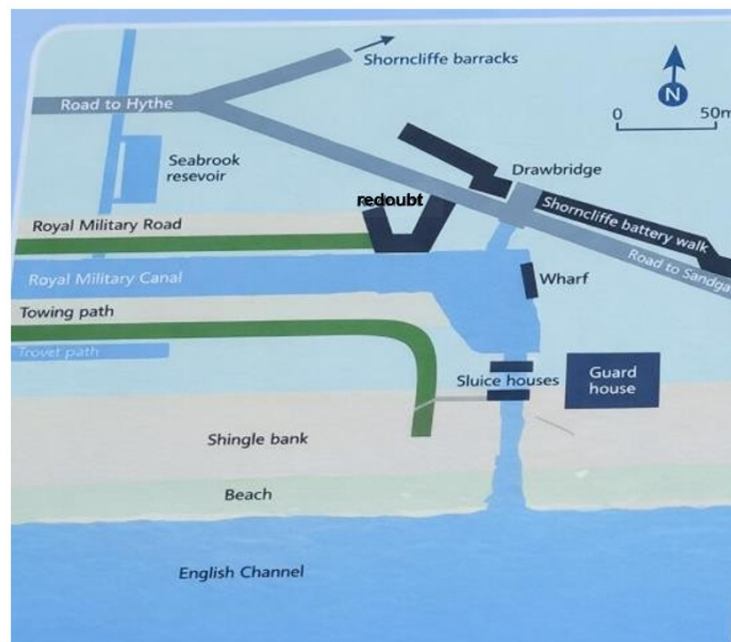 Shorncliffe barracks
Road to Hythe
N
0 50m
Seabrook
resevoir
Drawbridge
redoubt
Shorncliffe battery walk
Royal Military Road
Road to Sandga
Royal Military Canal
Wharf
Towing path
Trovet path
Sluice houses
Guard
house
Shingle bank
Beach
English Channel